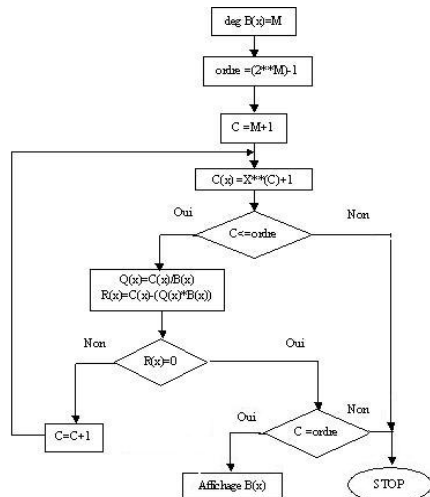 deg B(x)=M
ordre =(2**M)-1
C =M+1
C(x) =X**(C)+1
Oui
Non
C<=ordre
Q(x)=C(x)/B(x)
R(x)=C(x)-(Q(x)*B(x))
Non
Oui
R(x)=0
Oui
Non
C=C+1
C =ordre
Affichage B(x)
STOP